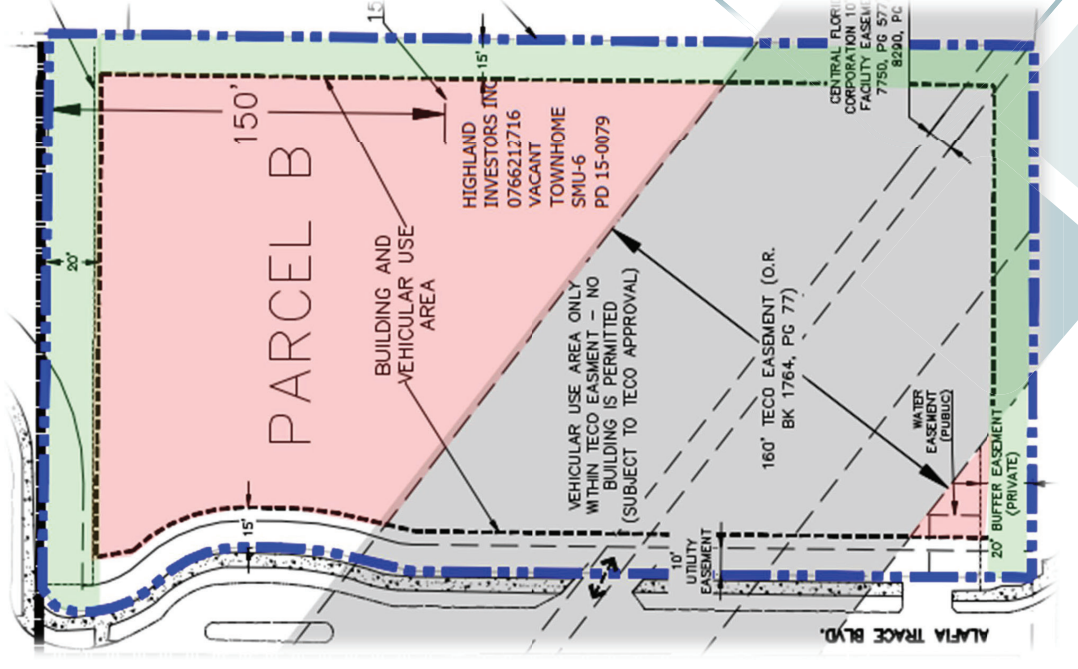 15
CENTRAL FLORI
CORPORATION 10
FACILITY EASEME
7750, PG 577
8290, PG
15'
150'
HIGHLAND
INVESTORS INC
0766212716
VACANT
TOWNHOME
SMU-6
PD 15-0079
PARCEL B
20'
BUILDING AND
VEHICULAR USE
AREA
VEHICULAR USE AREA ONLY
WITHIN TECO EASMENT – NO
BUILDING IS PERMITTED
(SUBJECT TO TECO APPROVAL)
160' TECO EASEMENT (O.R.
BK 1764, PG 77)
WATER
EASEMENT
(PUBLIC)
20' BUFFER EASEMENT
(PRIVATE)
15'
10'
UTILITY
EASEMENT
ALAFIA TRACE BLVD.